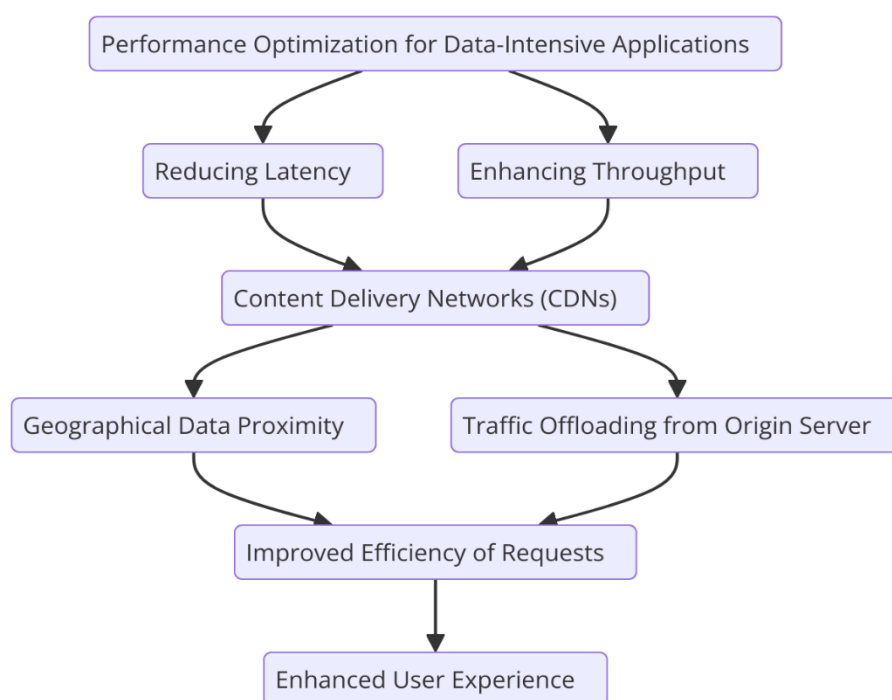 Performance Optimization for Data-Intensive Applications
Reducing Latency
Enhancing Throughput
Content Delivery Networks (CDNs)
Geographical Data Proximity
Traffic Offloading from Origin Server
Improved Efficiency of Requests
Enhanced User Experience